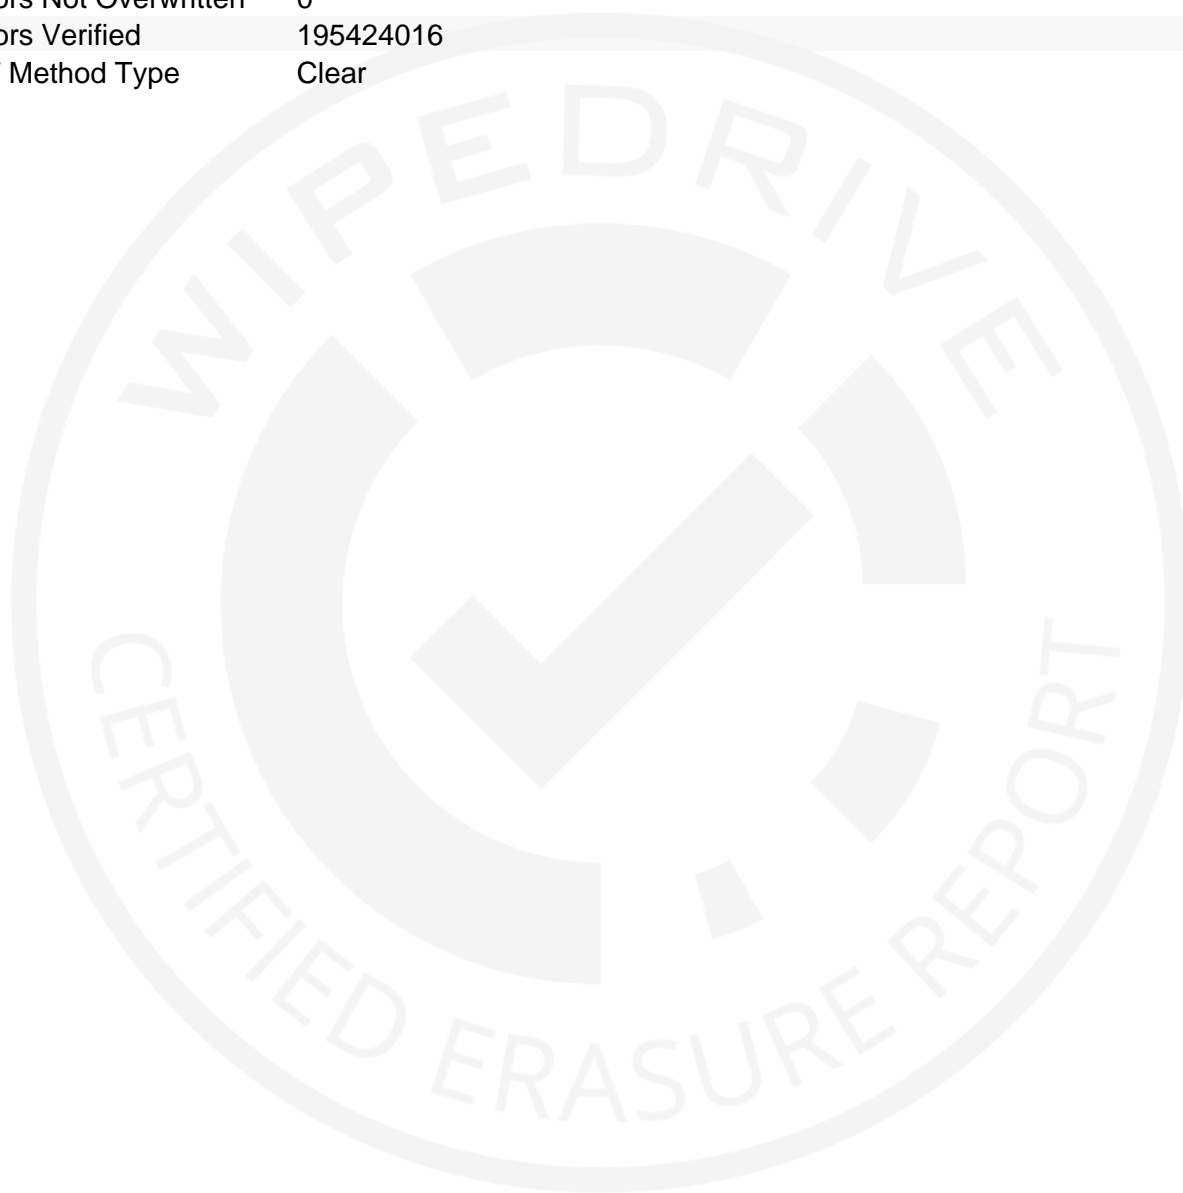 ors Not Overwritten 0
ors Verified 195424016
Method Type Clear
WIPEDRIVE
CERTIFIED ERASURE REPORT